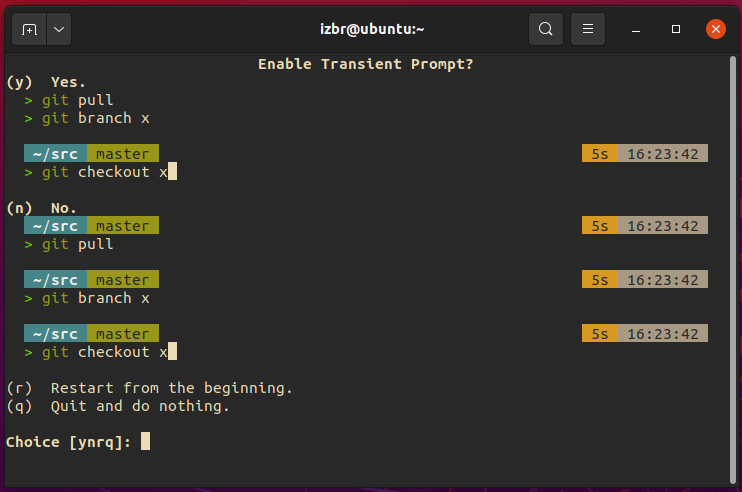 izbr@ubuntu:~
Enable Transient Prompt?
(y) Yes.
> git pull
> git branch x
~/src master 5s 16:23:42
> git checkout x
(n) No.
~/src master 5s 16:23:42
> git pull
~/src master 5s 16:23:42
> git branch x
~/src master 5s 16:23:42
> git checkout x
(r) Restart from the beginning.
(q) Quit and do nothing.
Choice [ynrq]: